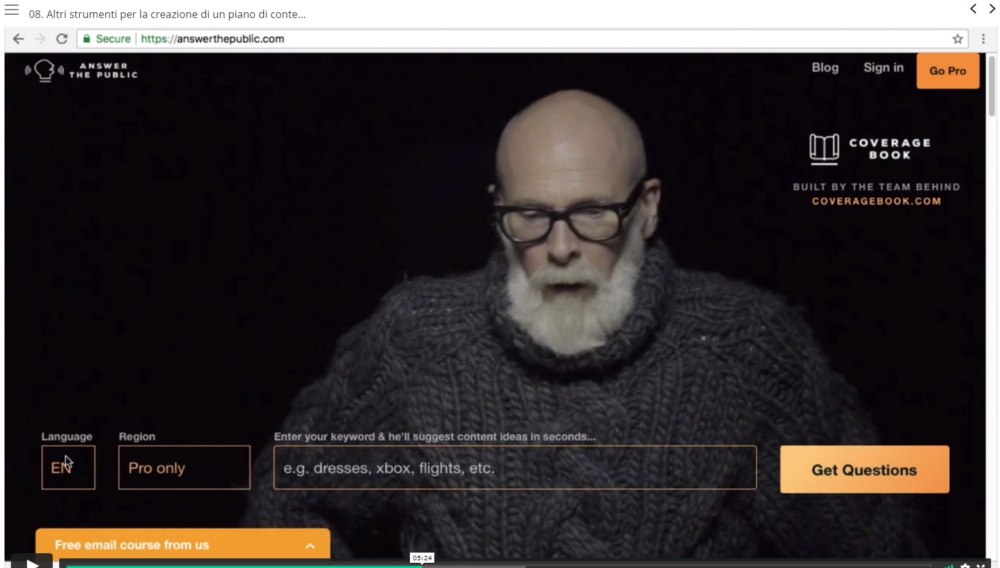 08. Altri strumenti per la creazione di un piano di conte...
Secure | https://answerthepublic.com
ANSWER
THE PUBLIC
Blog
Sign in
Go Pro
COVERAGE
BOOK
BUILT BY THE TEAM BEHIND
COVERAGEBOOK.COM
Language
Region
Enter your keyword & he'll suggest content ideas in seconds...
EN
Pro only
e.g. dresses, xbox, flights, etc.
Get Questions
Free email course from us
05:24